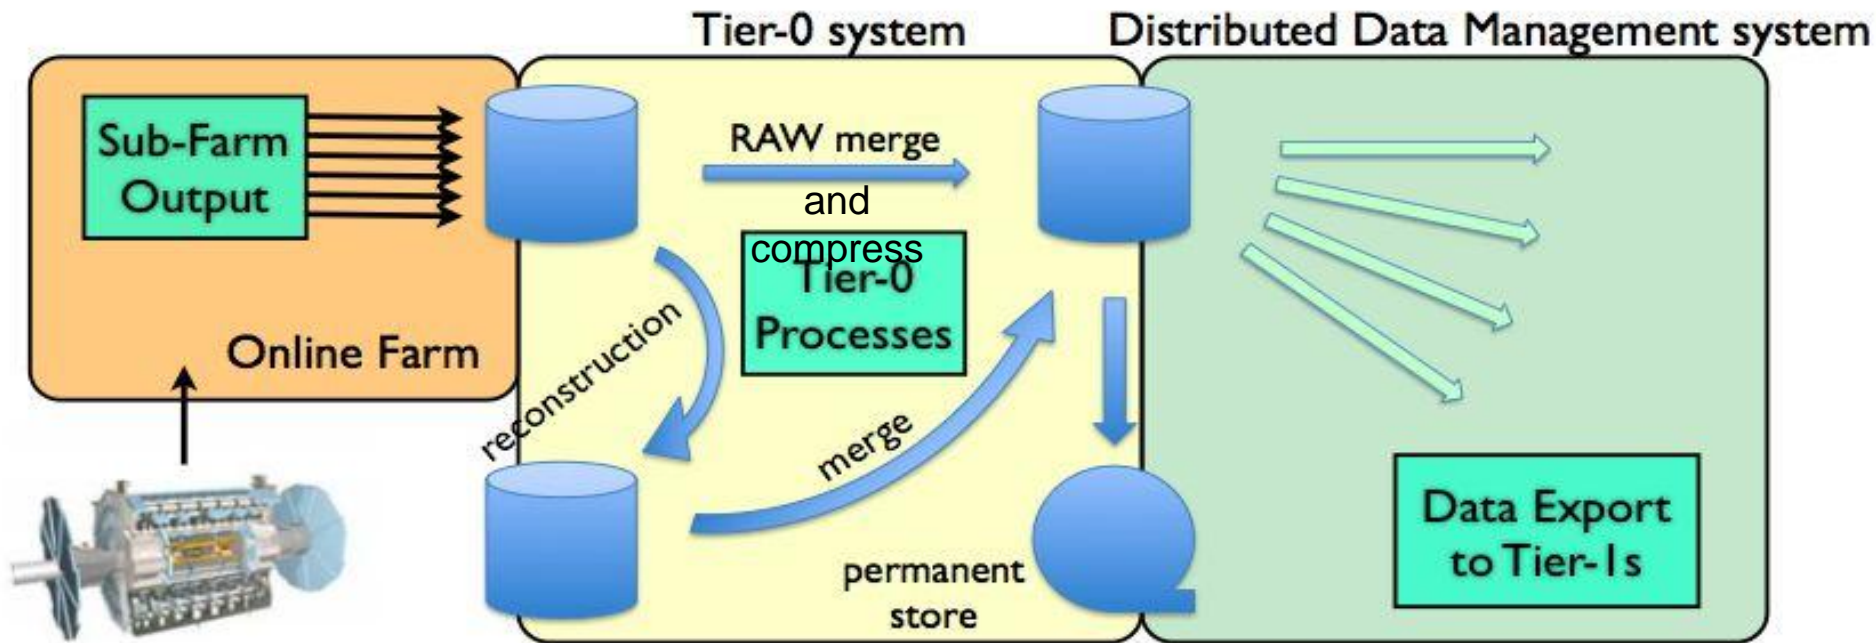 Tier-0 system
Distributed Data Management system
Sub-Farm
Output
Online Farm
RAW merge
and
compress
Tier-0
Processes
reconstruction
merge
permanent
store
Data Export
to Tier-1s